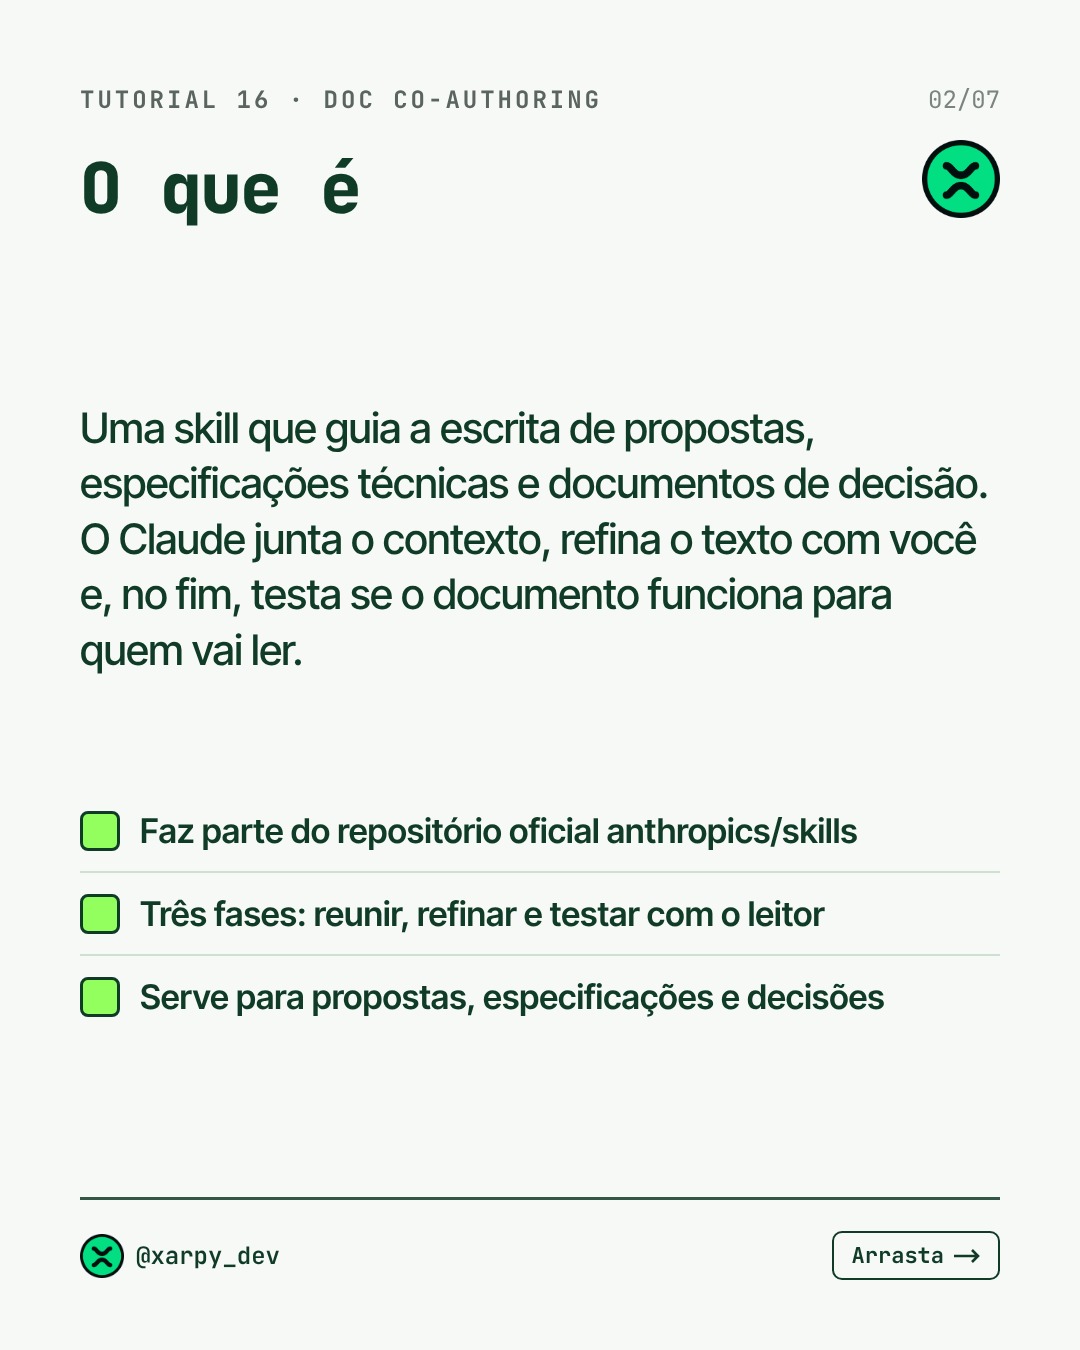 TUTORIAL 16 · DOC CO-AUTHORING
02/07
O que é
Uma skill que guia a escrita de propostas,
especificações técnicas e documentos de decisão.
O Claude junta o contexto, refina o texto com você
e, no fim, testa se o documento funciona para
quem vai ler.
Faz parte do repositório oficial anthropics/skills
Três fases: reunir, refinar e testar com o leitor
Serve para propostas, especificações e decisões
@xarpy_dev
Arrasta →